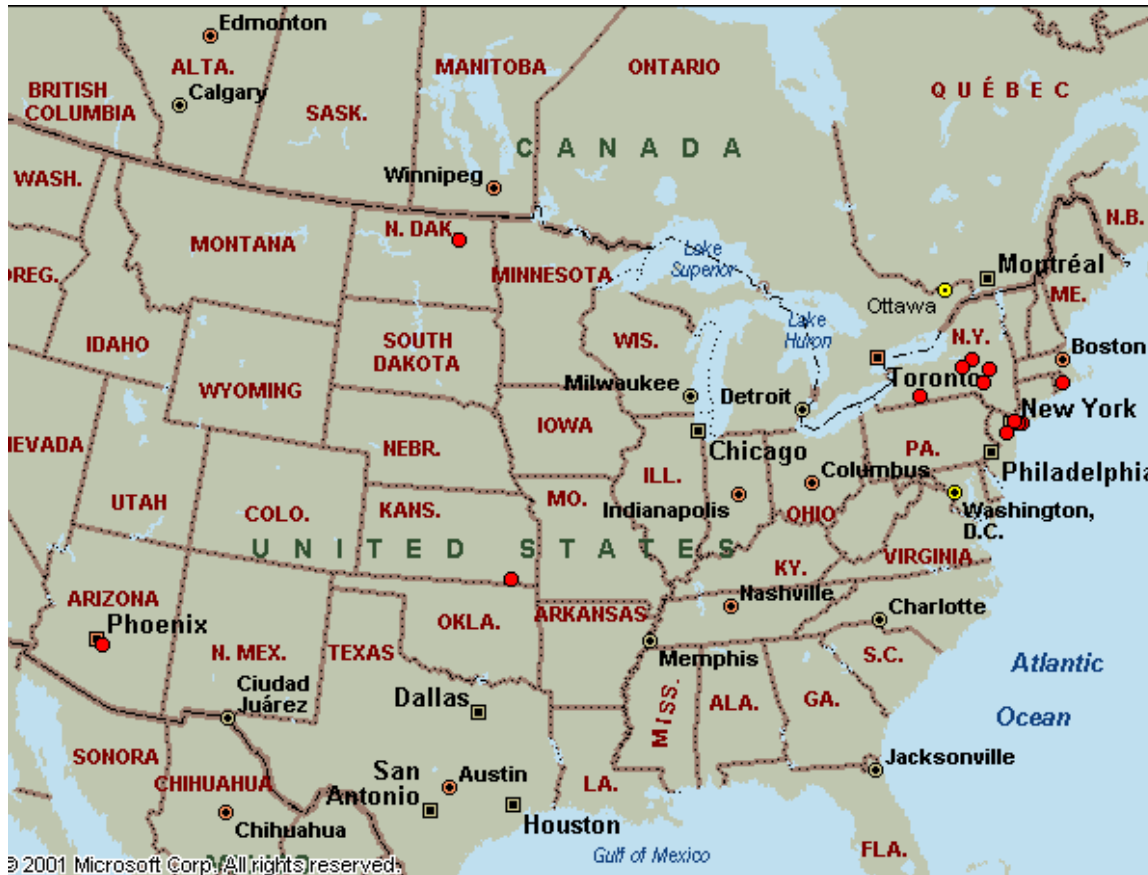 Edmonton
ALTA.
MANITOBA
ONTARIO
QUÉBEC
BRITISH
COLUMBIA
Calgary
SASK.
CANADA
WASH.
Winnipeg
N.B.
N. DAK.
MONTANA
Lake
Superior
MINNESOTA
Montréal
OREG.
ME.
Ottawa
Lake
Huron
N.Y.
IDAHO
SOUTH
DAKOTA
WIS.
Boston
WYOMING
Milwaukee
Detroit
Toronto
New York
IOWA
NEVADA
NEBR.
Chicago
PA.
ILL.
Columbus
Philadelphia
UTAH
COLO.
KANS.
MO.
Indianapolis
OHIO
Washington,
D.C.
UNITED STATES
VIRGINIA
KY.
ARIZONA
Nashville
Phoenix
OKLA.
ARKANSAS
Charlotte
N. MEX.
TEXAS
Memphis
S.C.
Atlantic
Ocean
Ciudad
Juárez
Dallas
MISS.
ALA.
GA.
SONORA
CHIHUAHUA
San
Antonio
Austin
LA.
Jacksonville
Chihuahua
Houston
Gulf of Mexico
FLA.
© 2001 Microsoft Corp. All rights reserved.